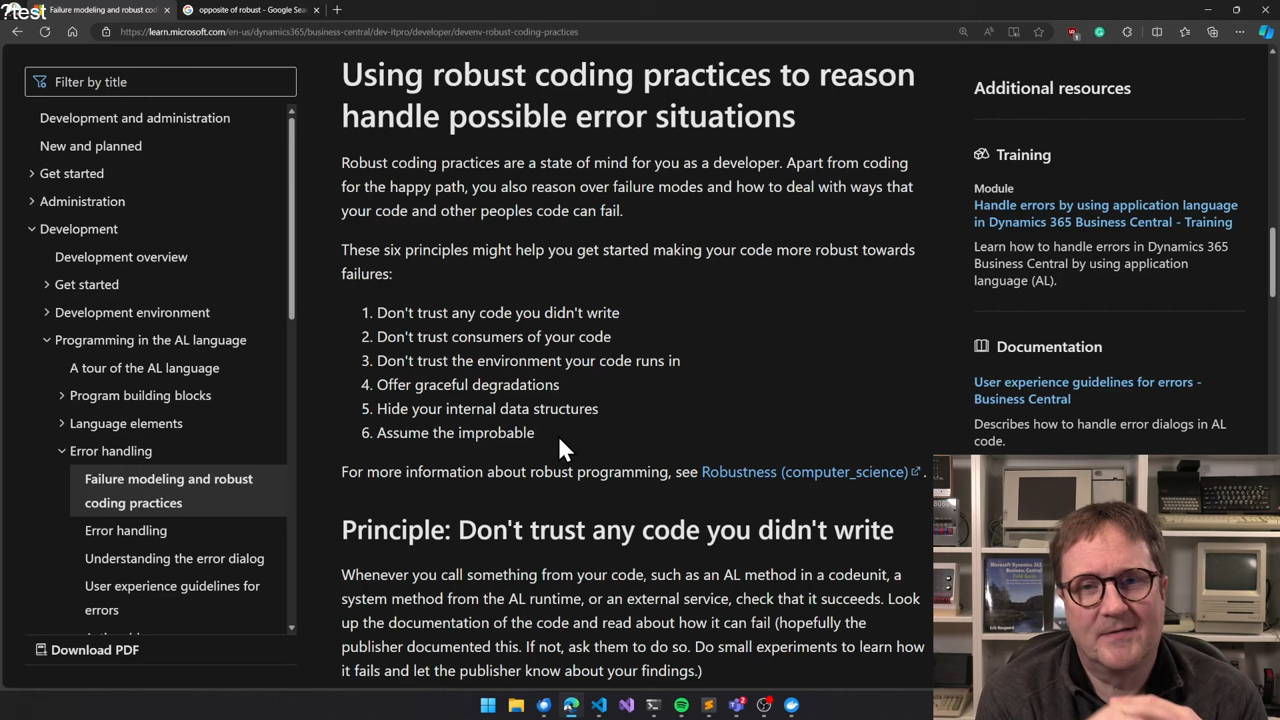 ?test
Failure modeling and robust cod
opposite of robust - Google Sea
https://learn.microsoft.com/en-us/dynamics365/business-central/dev-itpro/developer/devenv-robust-coding-practices
Filter by title
Development and administration
New and planned
Get started
Administration
Development
Development overview
Get started
Development environment
Programming in the AL language
A tour of the AL language
Program building blocks
Language elements
Error handling
Failure modeling and robust
coding practices
Error handling
Understanding the error dialog
User experience guidelines for
errors
Download PDF
Using robust coding practices to reason
handle possible error situations
Robust coding practices are a state of mind for you as a developer. Apart from coding
for the happy path, you also reason over failure modes and how to deal with ways that
your code and other peoples code can fail.
These six principles might help you get started making your code more robust towards
failures:
1. Don't trust any code you didn't write
2. Don't trust consumers of your code
3. Don't trust the environment your code runs in
4. Offer graceful degradations
5. Hide your internal data structures
6. Assume the improbable
For more information about robust programming, see Robustness (computer_science) .
Principle: Don't trust any code you didn't write
Whenever you call something from your code, such as an AL method in a codeunit, a
system method from the AL runtime, or an external service, check that it succeeds. Look
up the documentation of the code and read about how it can fail (hopefully the
publisher documented this. If not, ask them to do so. Do small experiments to learn how
it fails and let the publisher know about your findings.)
Additional resources
Training
Module
Handle errors by using application language
in Dynamics 365 Business Central - Training
Learn how to handle errors in Dynamics 365
Business Central by using application
language (AL).
Documentation
User experience guidelines for errors -
Business Central
Describes how to handle error dialogs in AL
code.
Microsoft Dynamics 365
Business Central
Field Guide